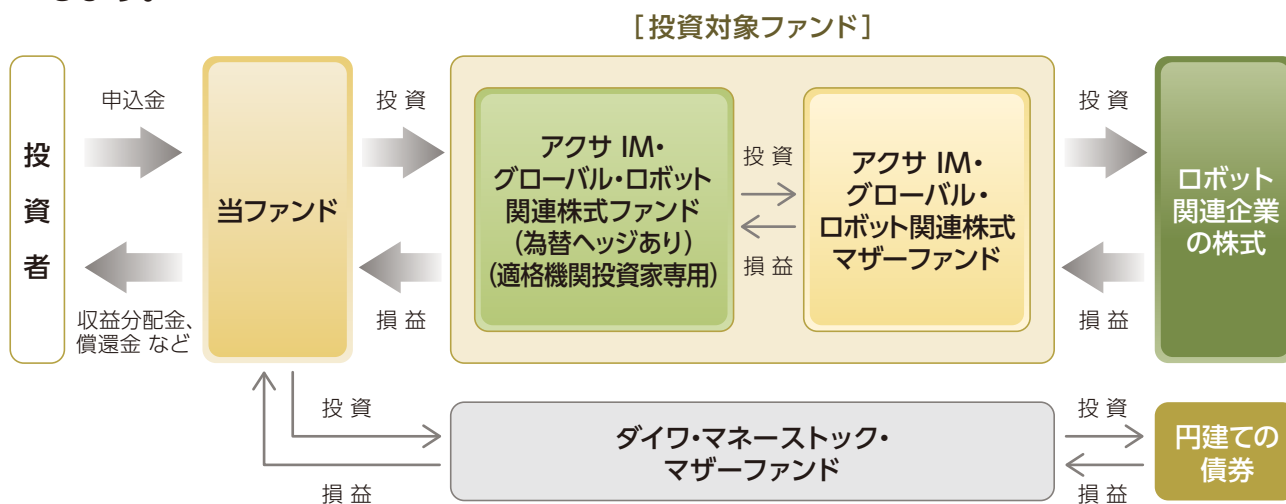 [投資対象ファンド]
投
資
者
申込金
収益分配金、
償還金 など
当ファンド
投 資
損 益
アクサ IM・
グローバル・ロボット
関連株式ファンド
(為替ヘッジあり)
(適格機関投資家専用)
投 資
損 益
アクサ IM・
グローバル・
ロボット関連株式
マザーファンド
投 資
損 益
ロボット
関連企業
の株式
投 資
損 益
ダイワ・マネーストック・
マザーファンド
投 資
損 益
円建ての
債券